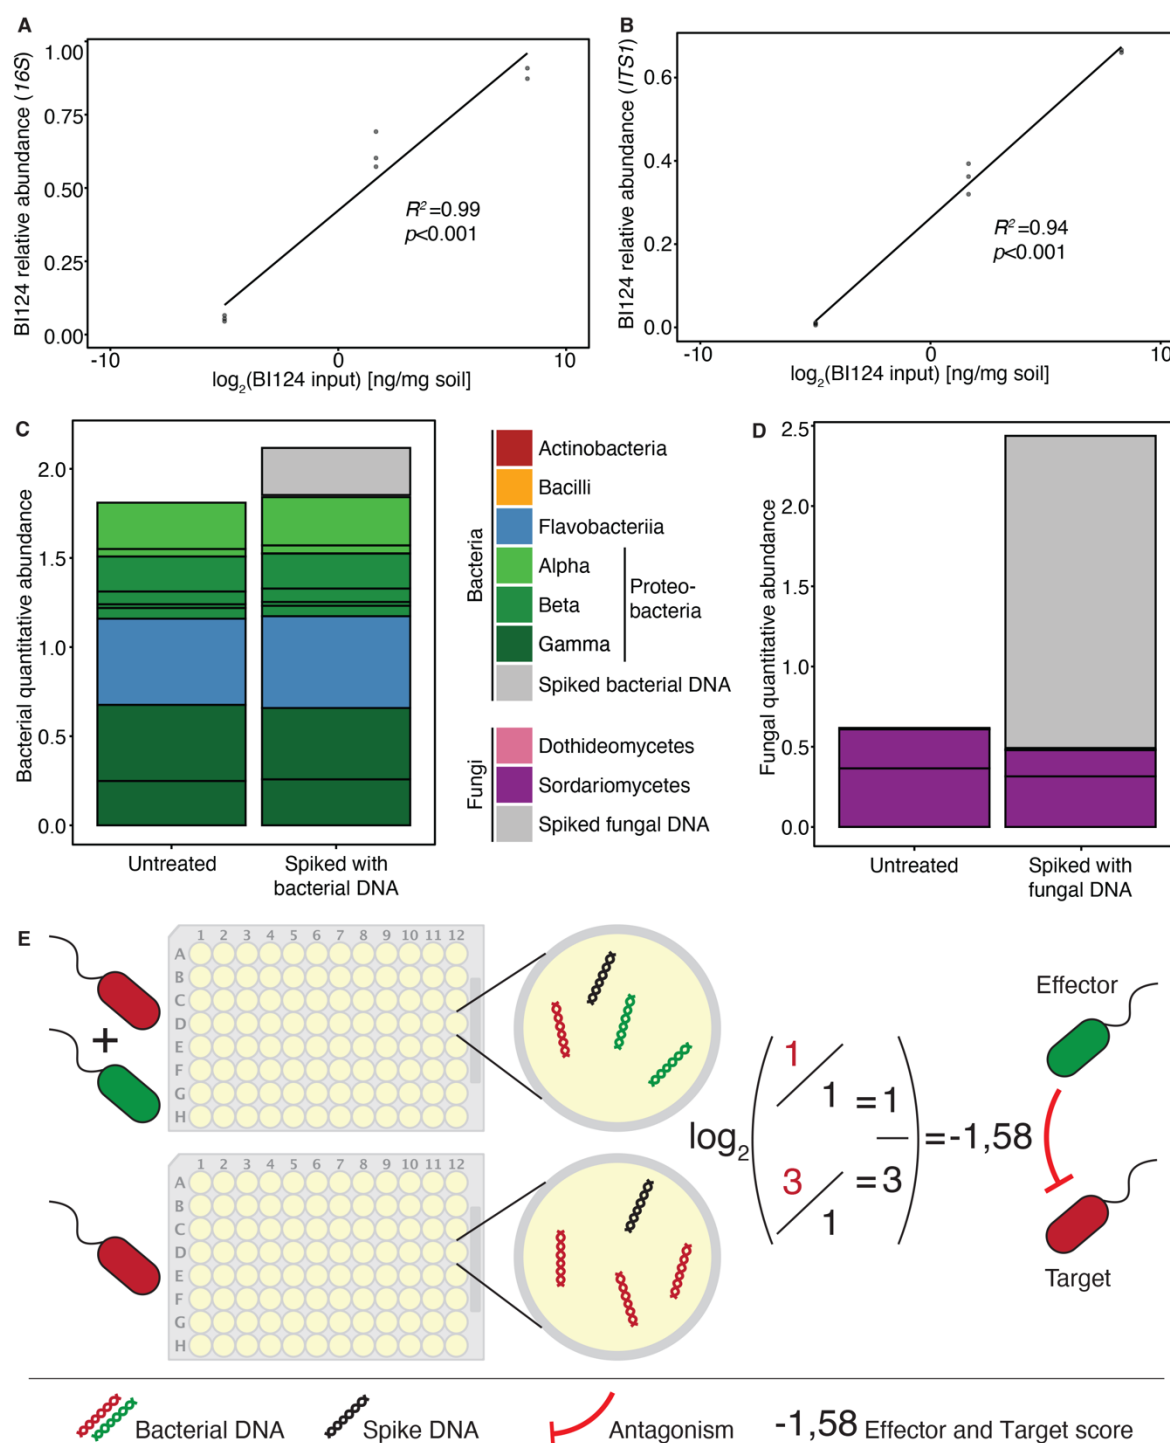 A
BI124 relative abundance (16S)
1.00
0.75
0.50
0.25
0.00
R²=0.99
p<0.001
-10
0
10
log₂(BI124 input) [ng/mg soil]
B
BI124 relative abundance (ITS1)
0.6
0.4
0.2
0.0
R²=0.94
p<0.001
-10
0
10
log₂(BI124 input) [ng/mg soil]
C
Bacterial quantitative abundance
2.0
1.5
1.0
0.5
0.0
Untreated
Spiked with
bacterial DNA
Bacteria
Actinobacteria
Bacilli
Flavobacteriia
Alpha
Beta
Gamma
Proteo-
bacteria
Spiked bacterial DNA
Fungi
Dothideomycetes
Sordariomycetes
Spiked fungal DNA
D
Fungal quantitative abundance
2.5
2.0
1.5
1.0
0.5
0.0
Untreated
Spiked with
fungal DNA
E
+
1 2 3 4 5 6 7 8 9 10 11 12
A
B
C
D
E
F
G
H
1 2 3 4 5 6 7 8 9 10 11 12
A
B
C
D
E
F
G
H
log₂
1
1 = 1
3
1
= 3
= -1,58
Effector
Target
Bacterial DNA
Spike DNA
Antagonism
-1,58 Effector and Target score